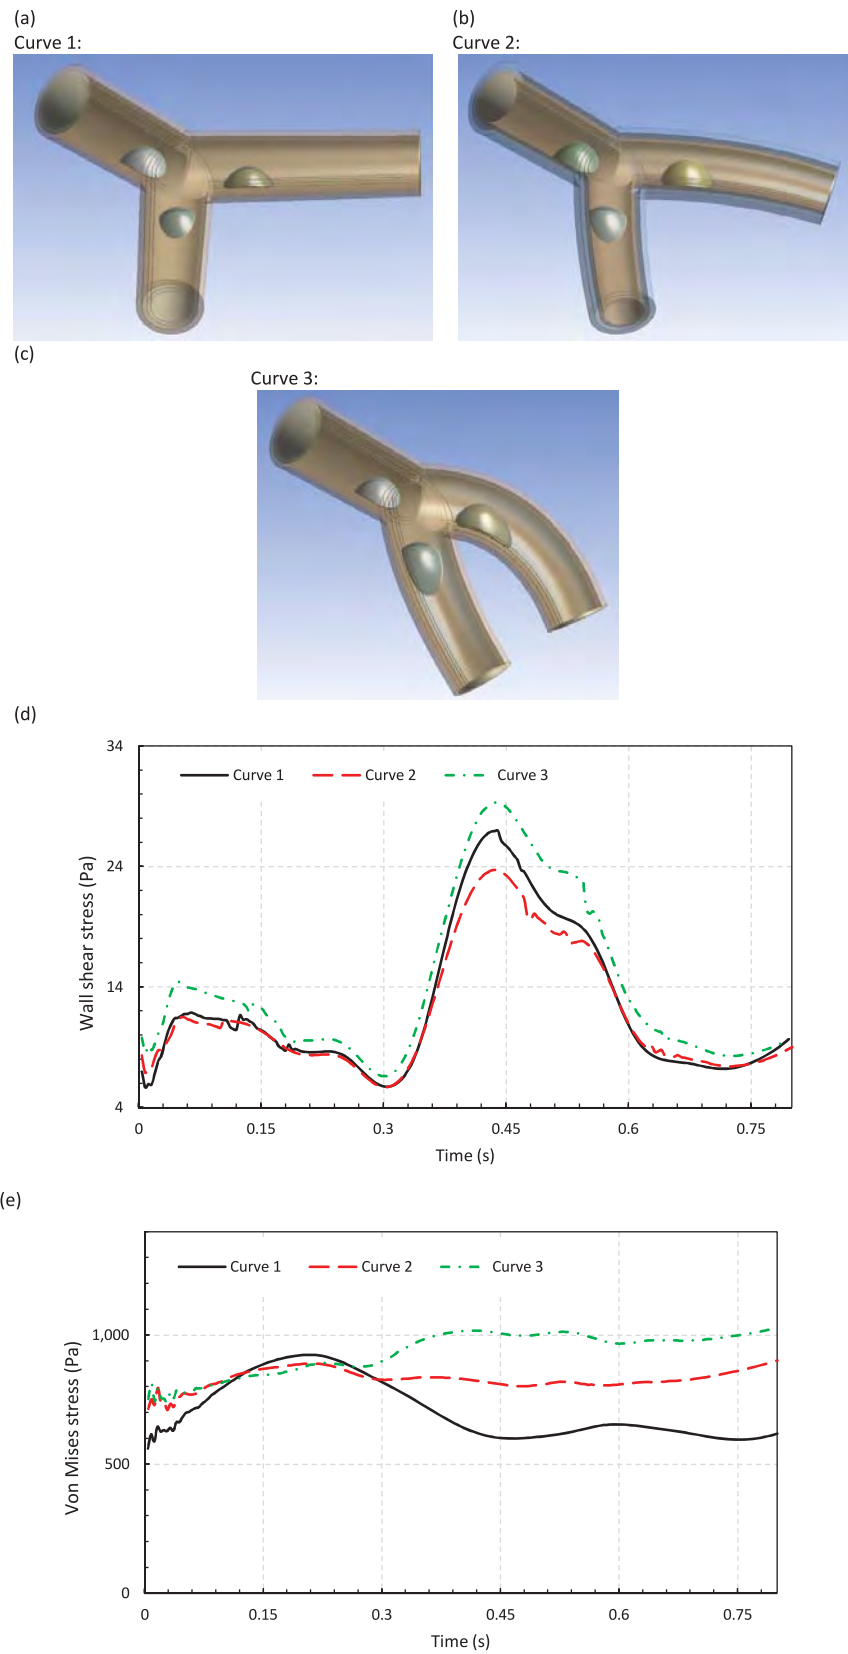 (a)
Curve 1:
(b)
Curve 2:
(c)
Curve 3:
(d)
34
24
14
4
Wall shear stress (Pa)
Curve 1 Curve 2 Curve 3
0 0.15 0.3 0.45 0.6 0.75
Time (s)
(e)
1,000
500
0
Von Mises stress (Pa)
Curve 1 Curve 2 Curve 3
0 0.15 0.3 0.45 0.6 0.75
Time (s)